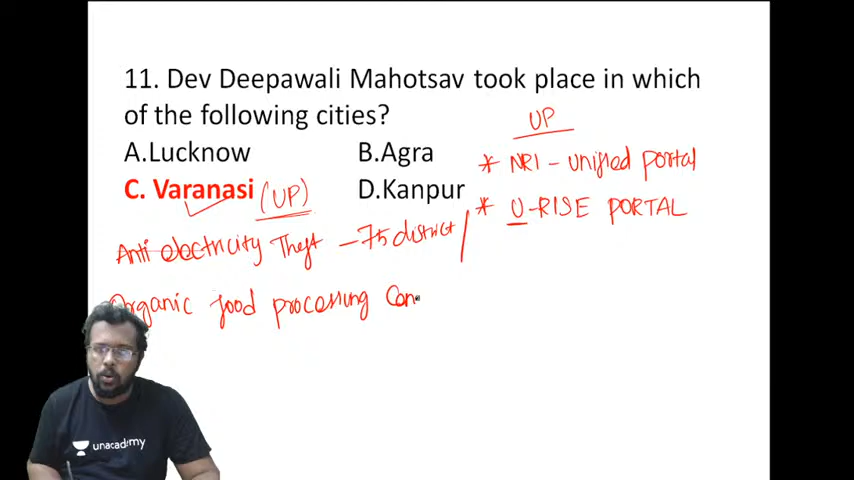 11. Dev Deepawali Mahotsav took place in which
of the following cities?
A.Lucknow
B.Agra
C. Varanasi (UP)
D.Kanpur
UP
* NRI - Unified Portal
* U-RISE PORTAL
Anti electricity Theft - 75 district
Organic food processing Con
unacademy